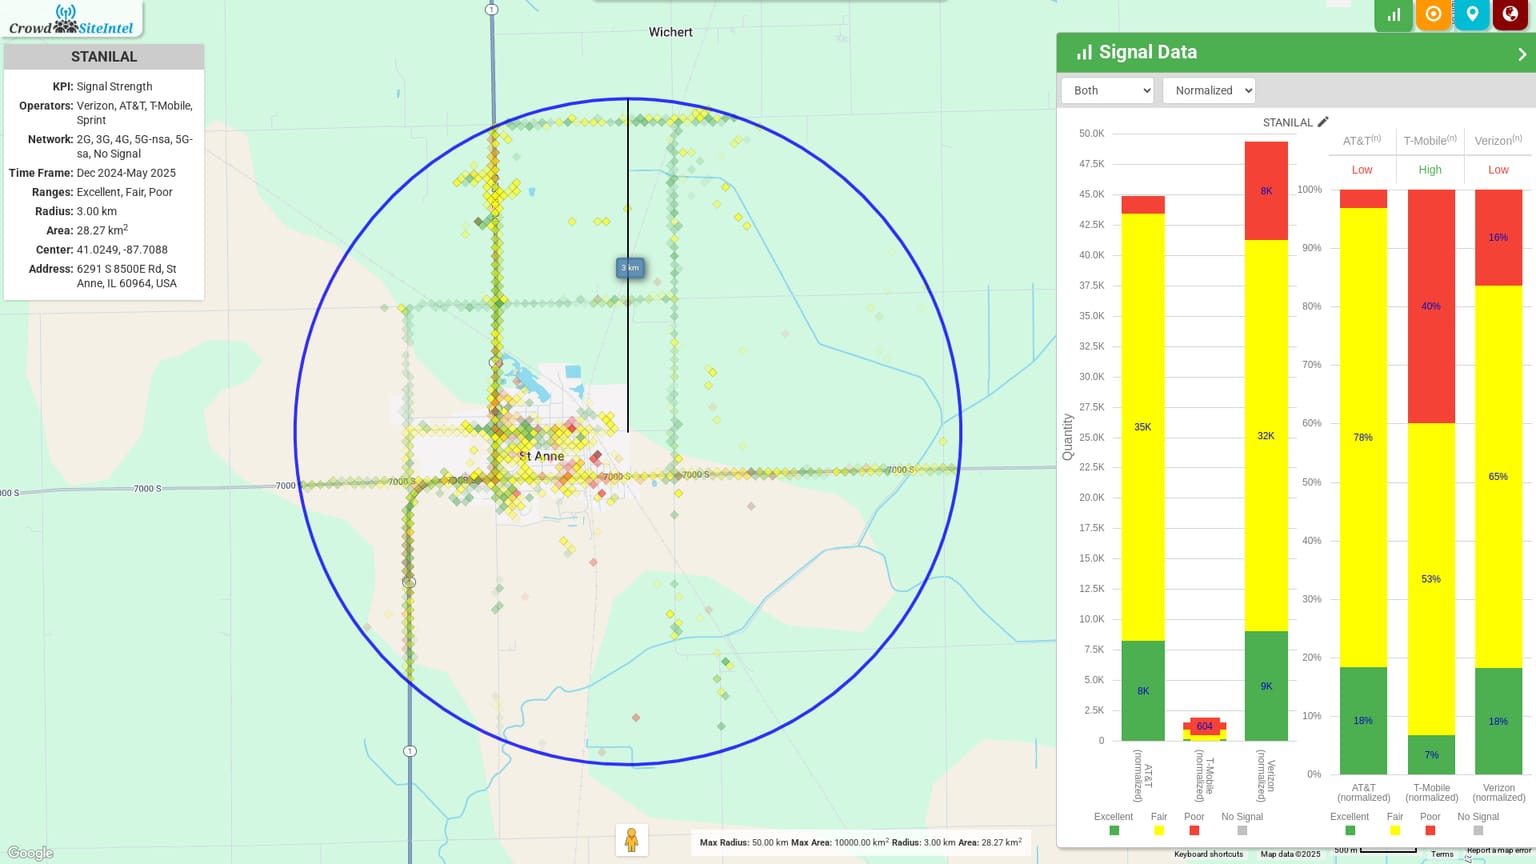 Crowd SiteIntel
STANILAL
KPI: Signal Strength
Operators: Verizon, AT&T, T-Mobile,
Sprint
Network: 2G, 3G, 4G, 5G-nsa, 5G-
sa, No Signal
Time Frame: Dec 2024-May 2025
Ranges: Excellent, Fair, Poor
Radius: 3.00 km
Area: 28.27 km²
Center: 41.0249, -87.7088
Address: 6291 S 8500E Rd, St
Anne, IL 60964, USA
1
Wichert
3 km
St Anne
000 S
7000 S
7000
7000 S
7000 S
7000 S
7000 S
1
Google
Max Radius: 50.00 km Max Area: 10000.00 km² Radius: 3.00 km Area: 28.27 km²
Signal Data
Both
Normalized
STANILAL
50.0K
47.5K
45.0K
42.5K
40.0K
37.5K
35.0K
32.5K
30.0K
27.5K
25.0K
22.5K
20.0K
17.5K
15.0K
12.5K
10.0K
7.5K
5.0K
2.5K
0
Quantity
35K
8K
604
8K
32K
9K
AT&T
(normalized)
T-Mobile
(normalized)
Verizon
(normalized)
Excellent
Fair
Poor
No Signal
AT&T(n)
T-Mobile(n)
Verizon(n)
Low
High
Low
100%
90%
80%
70%
60%
50%
40%
30%
20%
10%
0%
78%
18%
40%
53%
7%
16%
65%
18%
AT&T
(normalized)
T-Mobile
(normalized)
Verizon
(normalized)
Excellent
Fair
Poor
No Signal
Keyboard shortcuts
Map data ©2025
500 m
Terms
Report a map error